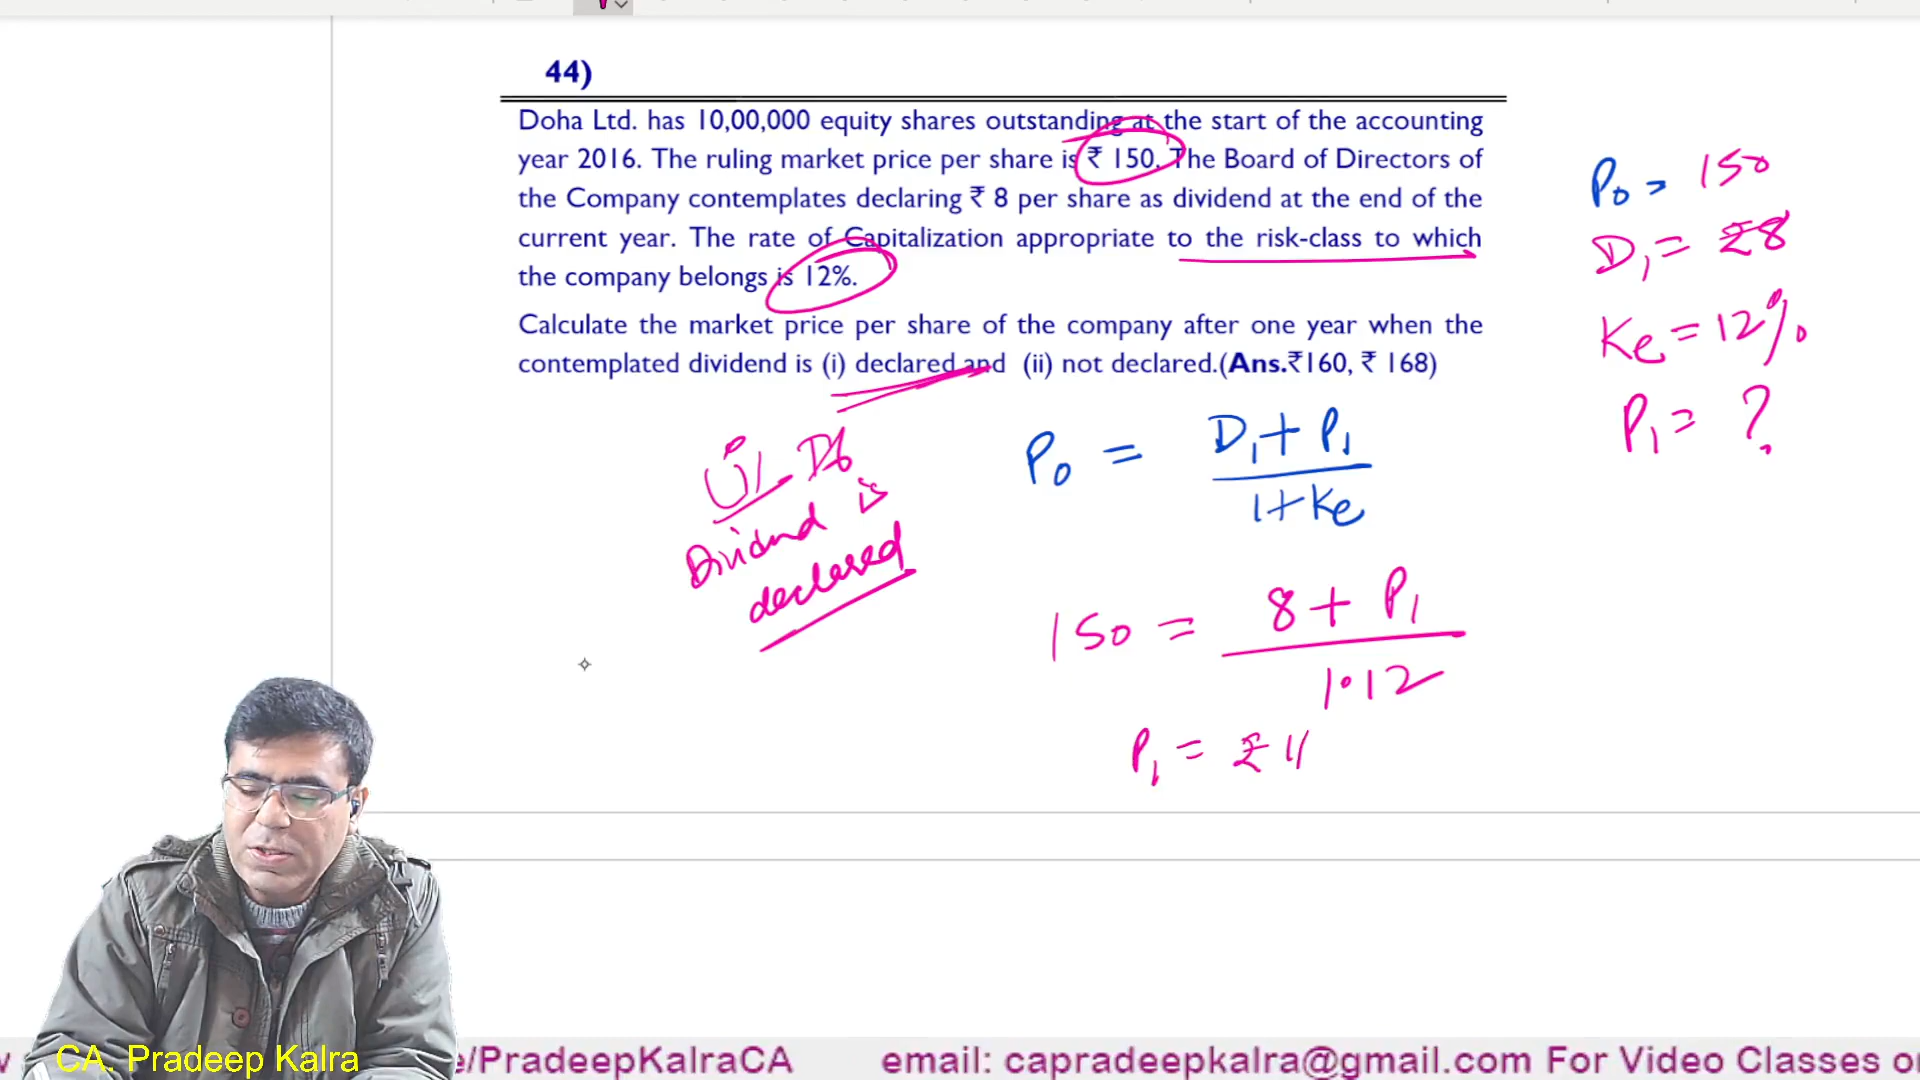 44)
Doha Ltd. has 10,00,000 equity shares outstanding at the start of the accounting
year 2016. The ruling market price per share is ₹ 150. The Board of Directors of
the Company contemplates declaring ₹ 8 per share as dividend at the end of the
current year. The rate of Capitalization appropriate to the risk-class to which
the company belongs is 12%.
Calculate the market price per share of the company after one year when the
contemplated dividend is (i) declared and (ii) not declared.(Ans.₹160, ₹ 168)
P0 = 150
D1 = ₹8
Ke = 12%
P1 = ?
Dividend is
declared
P0 = D1 + P1
1+Ke
150 = 8 + P1
1.12
P1 = ₹
CA. Pradeep Kalra
e/PradeepKalraCA email: capradeepkalra@gmail.com For Video Classes